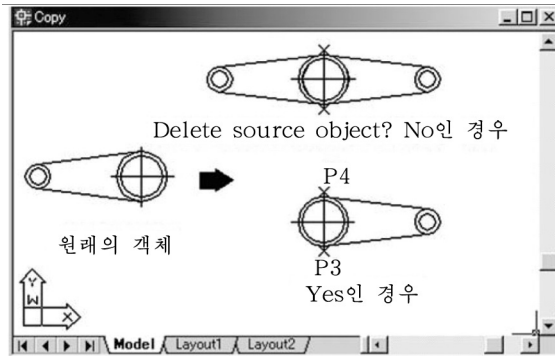 Copy
Delete source object? No인 경우
P4
원래의 객체
P3
Yes인 경우
Y
W
X
Model Layout1 Layout2